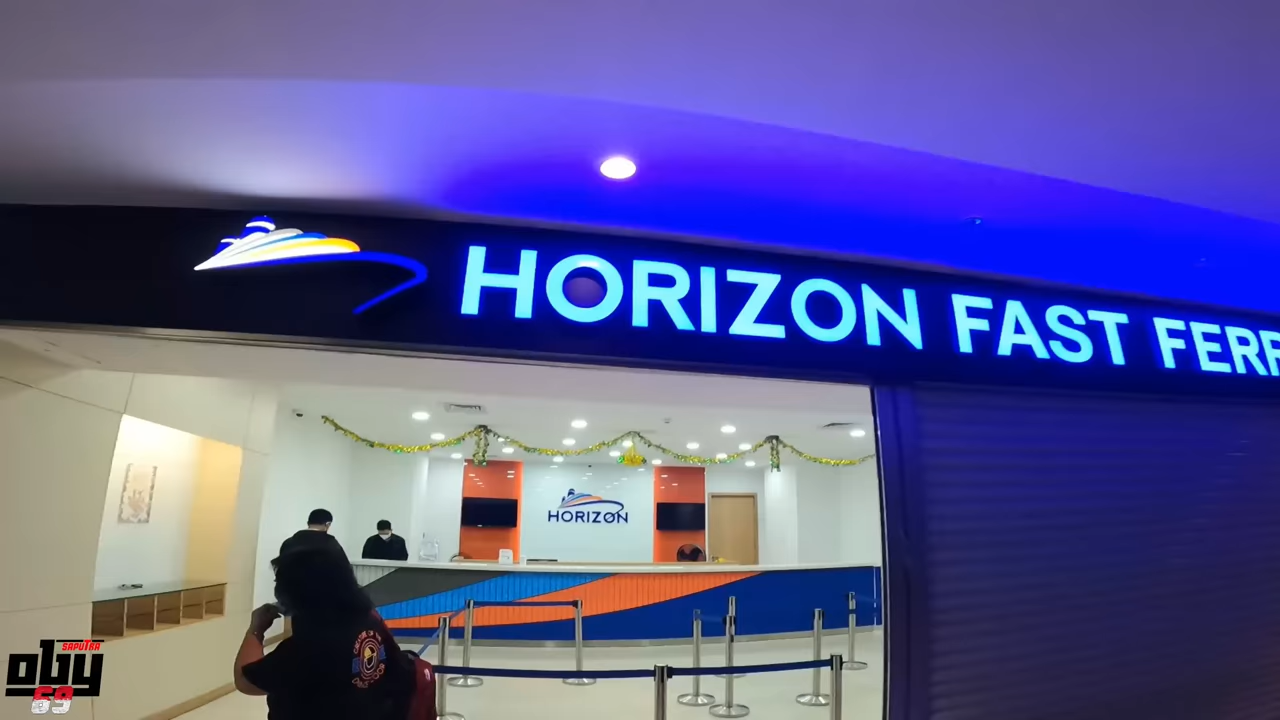 HORIZON FAST FERR
HORIZON
SAPUTRA
oby
69